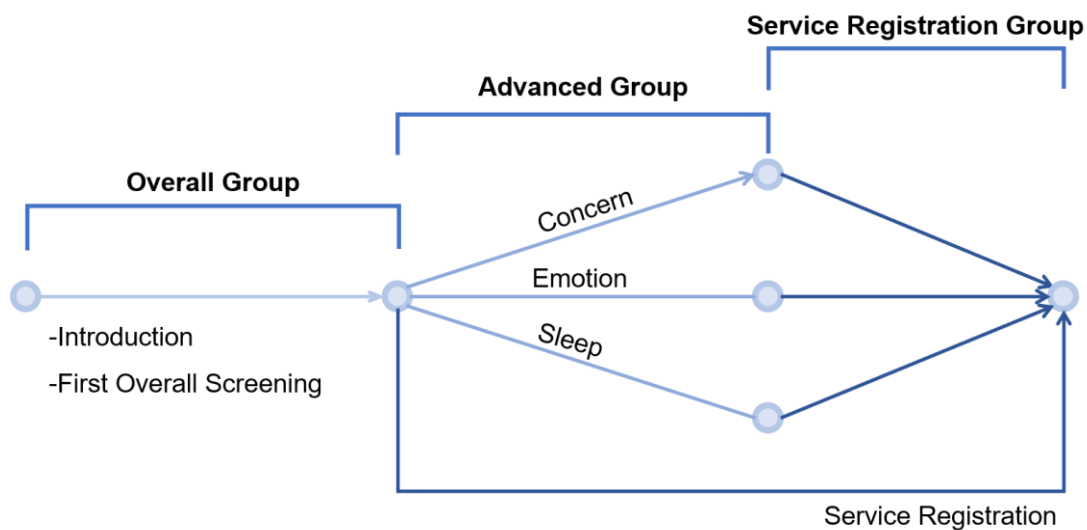 Service Registration Group
Advanced Group
Overall Group
Concern
Emotion
Sleep
-Introduction
-First Overall Screening
Service Registration